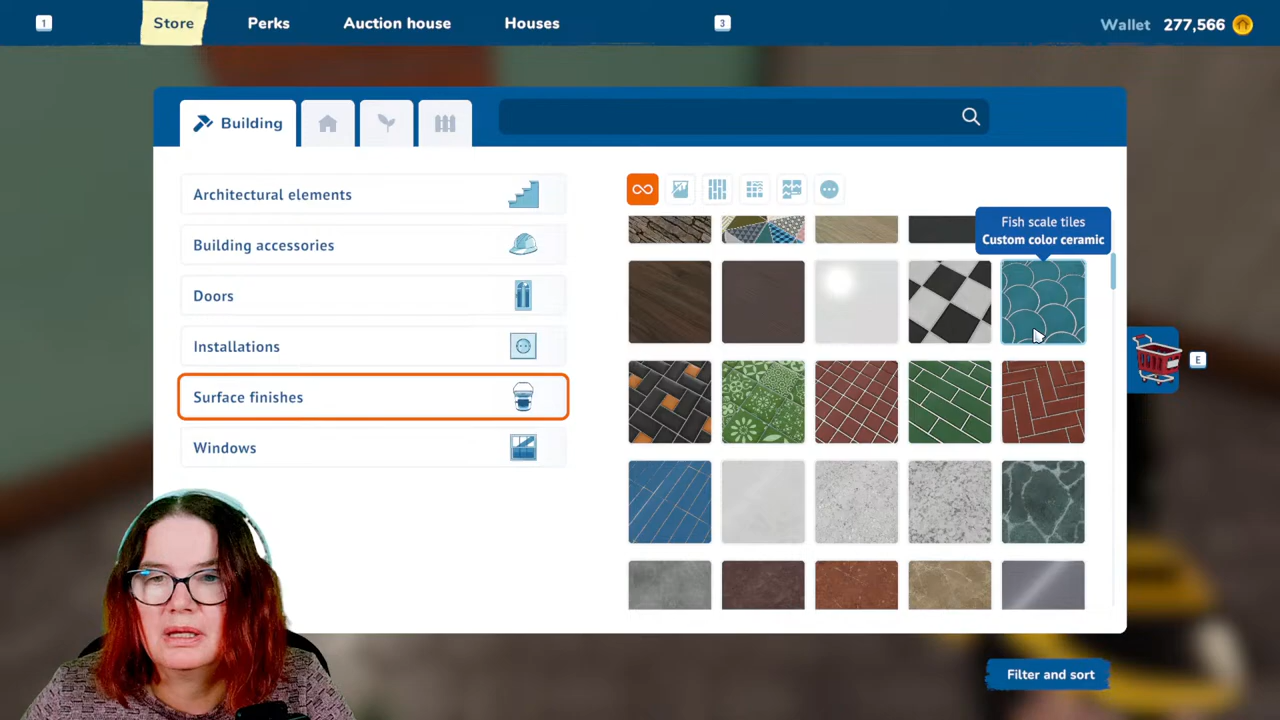 1
Store
Perks
Auction house
Houses
3
Wallet 277,566
Building
Architectural elements
Building accessories
Doors
Installations
Surface finishes
Windows
Fish scale tiles
Custom color ceramic
E
Filter and sort